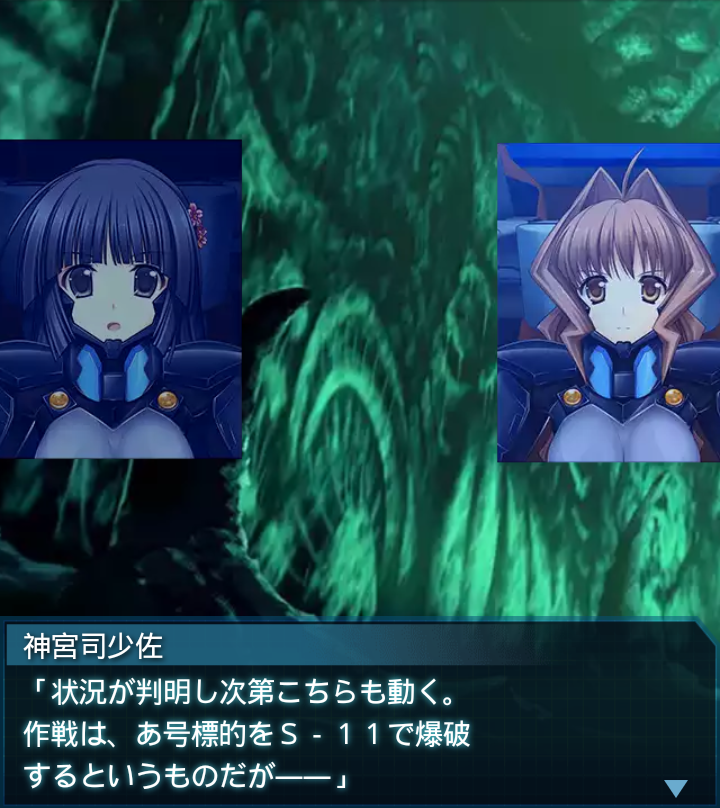 神宮司少佐
「状況が判明し次第こちらも動く。
作戦は、あ号標的をＳ‐１１で爆破
するというものだが――」